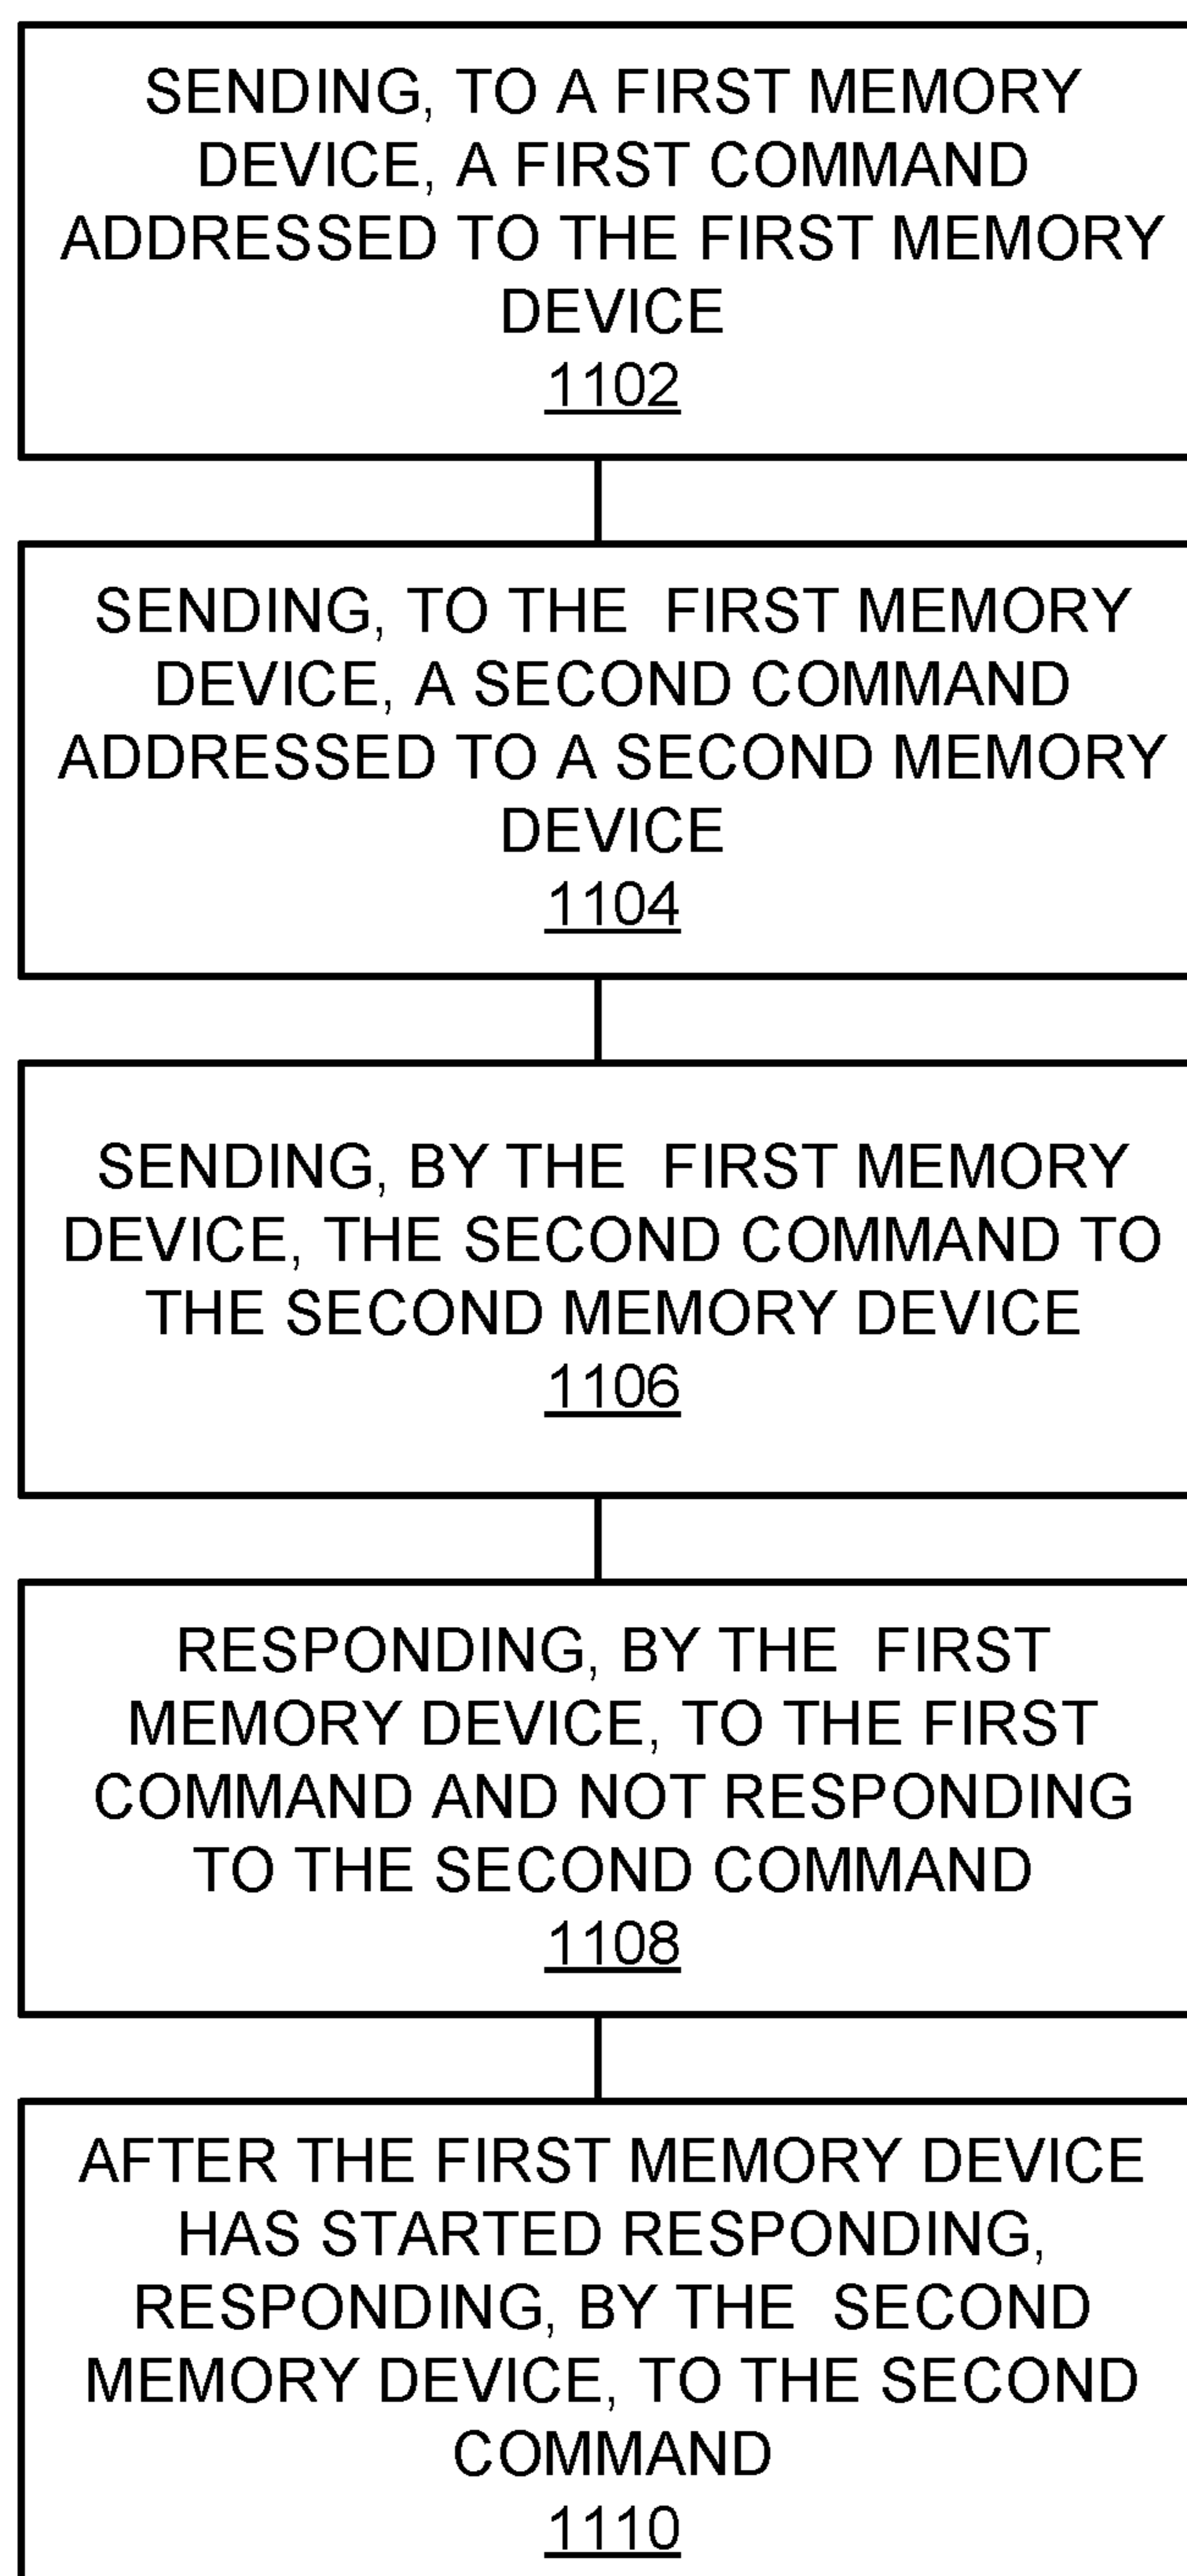 SENDING, TO A FIRST MEMORY
DEVICE, A FIRST COMMAND
ADDRESSED TO THE FIRST MEMORY
DEVICE
1102
SENDING, TO THE FIRST MEMORY
DEVICE, A SECOND COMMAND
ADDRESSED TO A SECOND MEMORY
DEVICE
1104
SENDING, BY THE FIRST MEMORY
DEVICE, THE SECOND COMMAND TO
THE SECOND MEMORY DEVICE
1106
RESPONDING, BY THE FIRST
MEMORY DEVICE, TO THE FIRST
COMMAND AND NOT RESPONDING
TO THE SECOND COMMAND
1108
AFTER THE FIRST MEMORY DEVICE
HAS STARTED RESPONDING,
RESPONDING, BY THE SECOND
MEMORY DEVICE, TO THE SECOND
COMMAND
1110